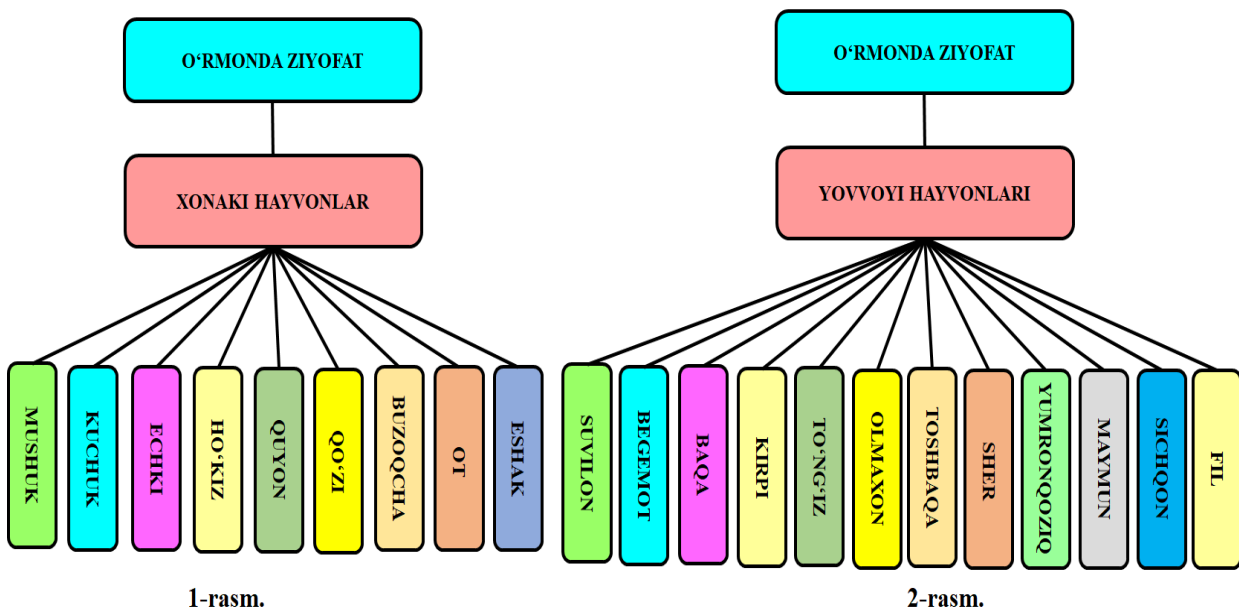 O‘RMONDA ZIYOFAT
XONAKI HAYVONLAR
MUSHUK
KUCHUK
ECHKI
HO‘KIZ
QUYON
QO‘ZI
BUZOQCHA
OT
ESHAK
1-rasm.
O‘RMONDA ZIYOFAT
YOVVOYI HAYVONLARI
SUVILON
BEGEMOT
BAQA
KIRPI
TO‘NG‘IZ
OLMAXON
TOSHBAQA
SHER
YUMRONQOZIQ
MAYMUN
SICHQON
FIL
2-rasm.